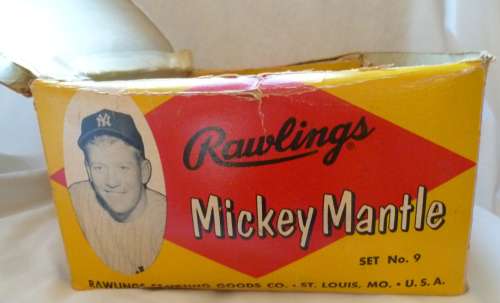 NY
Rawlings®
Mickey Mantle
SET No. 9
RAWLINGS GOODS CO. • ST. LOUIS, MO. • U.S.A.